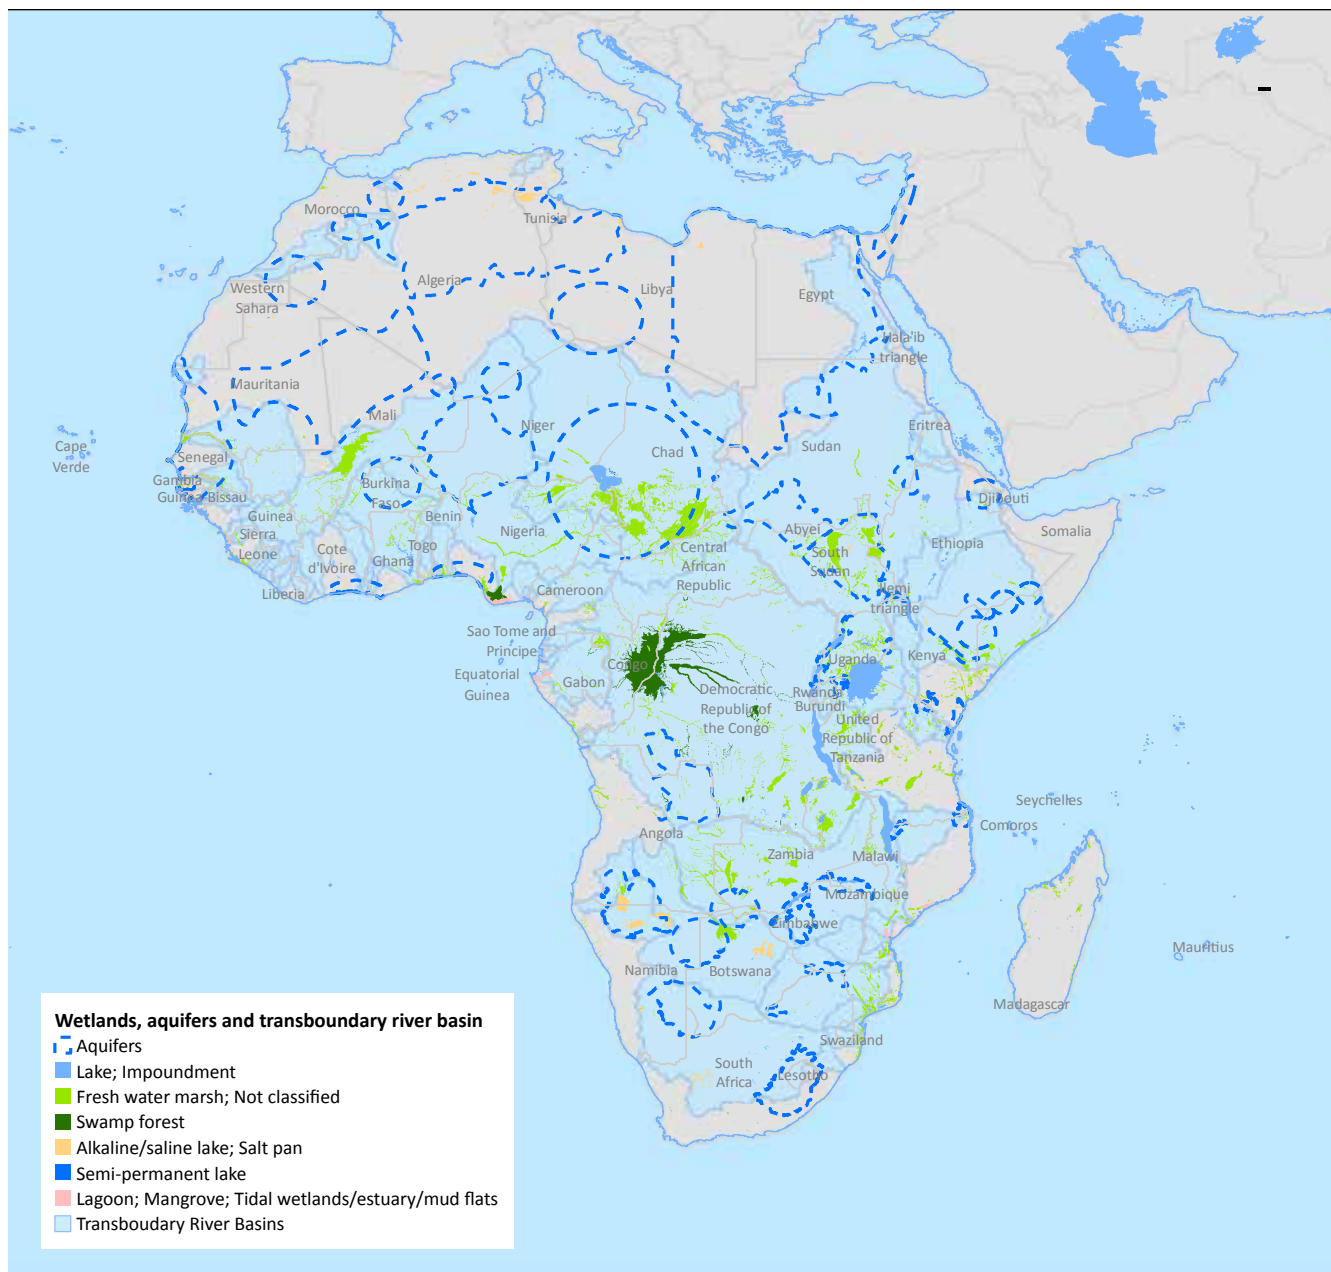 Morocco
Tunisia
Algeria
Libya
Egypt
Western
Sahara
Hala'ib
triangle
Mauritania
Mali
Niger
Chad
Sudan
Eritrea
Cape
Verde
Senegal
Gambia
Guinea Bissau
Burkina
Faso
Djibouti
Guinea
Benin
Nigeria
Abyei
Somalia
Sierra
Leone
Cote
d'Ivoire
Ghana
Togo
Central
African
Republic
South
Sudan
Ethiopia
Liberia
Cameroon
Ilemi
triangle
Sao Tome and
Principe
Equatorial
Guinea
Gabon
Congo
Uganda
Kenya
Democratic
Republic of
the Congo
Rwanda
Burundi
United
Republic of
Tanzania
Seychelles
Comoros
Angola
Zambia
Malawi
Mozambique
Zimbabwe
Namibia
Botswana
Mauritius
Madagascar
Swaziland
South
Africa
Lesotho
Wetlands, aquifers and transboundary river basin
Aquifers
Lake; Impoundment
Fresh water marsh; Not classified
Swamp forest
Alkaline/saline lake; Salt pan
Semi-permanent lake
Lagoon; Mangrove; Tidal wetlands/estuary/mud flats
Transboudary River Basins